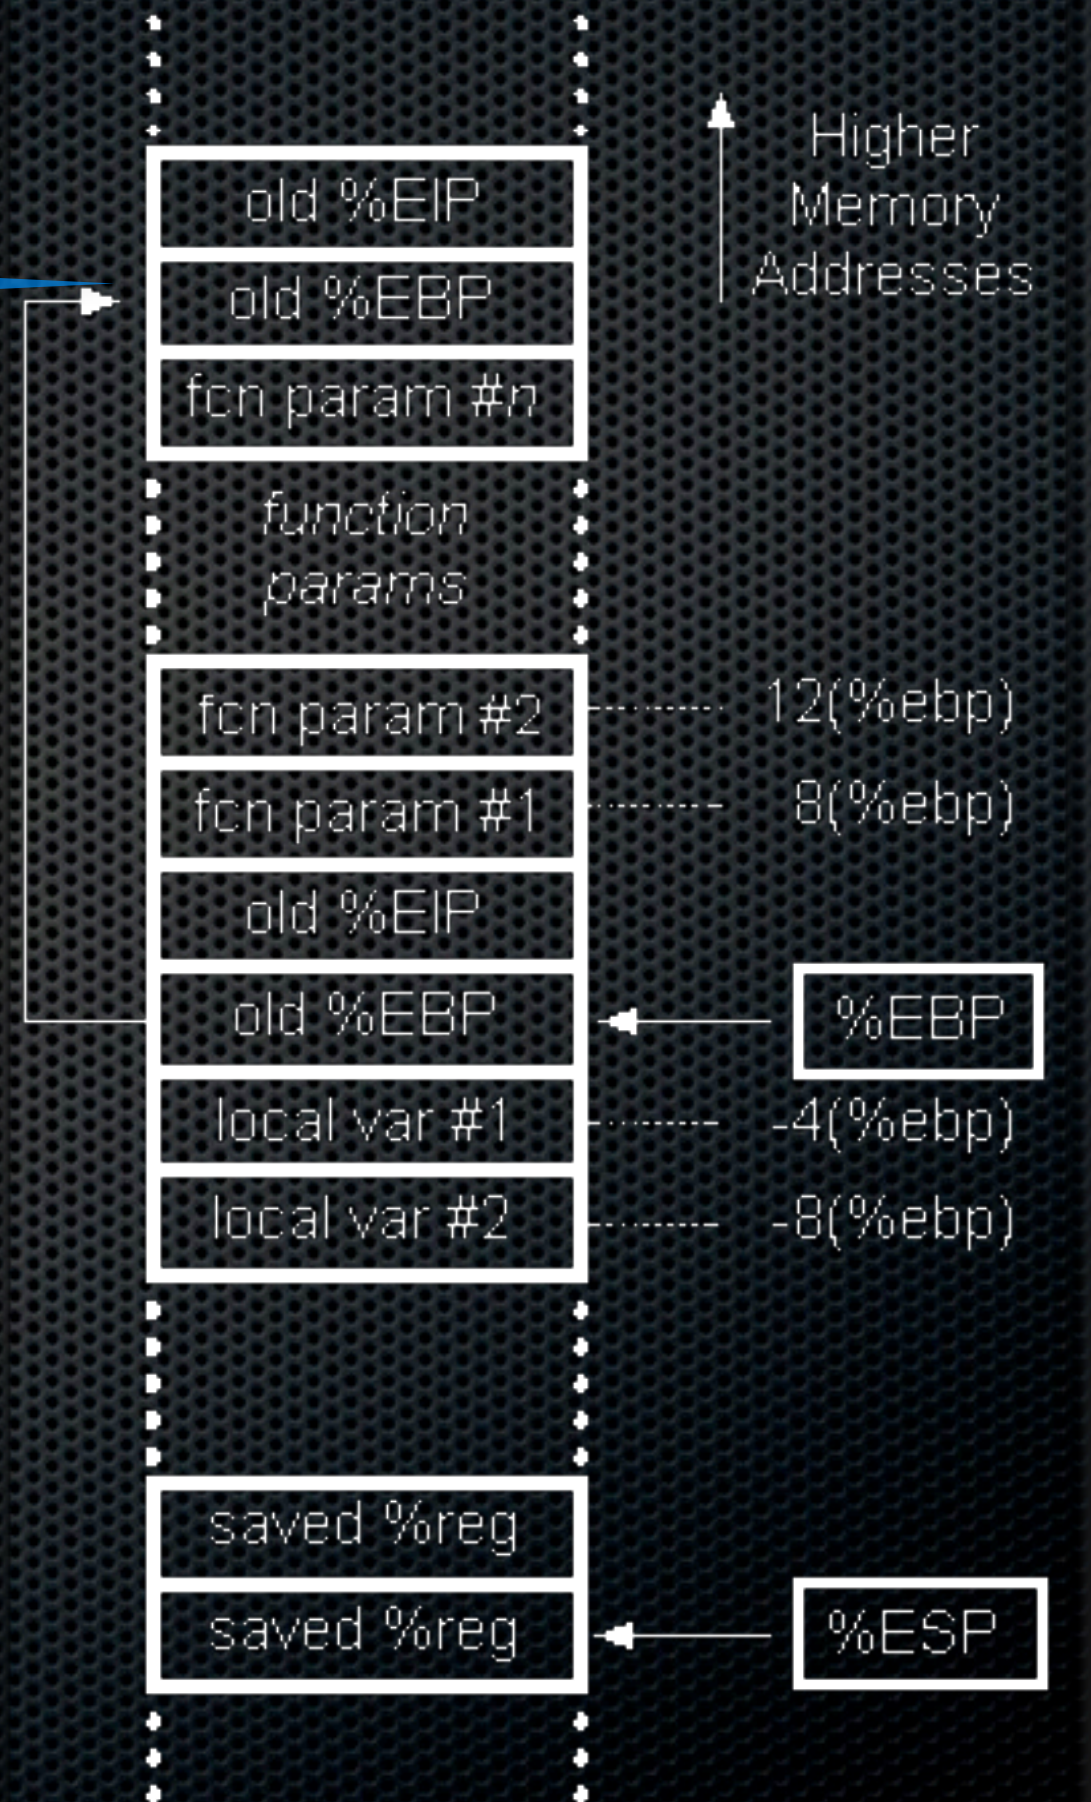 Higher
Memory
Addresses
old %EIP
old %EBP
fcn param #n
function
params
fcn param #2
12(%ebp)
fcn param #1
8(%ebp)
old %EIP
old %EBP
%EBP
local var #1
-4(%ebp)
local var #2
-8(%ebp)
saved %reg
saved %reg
%ESP